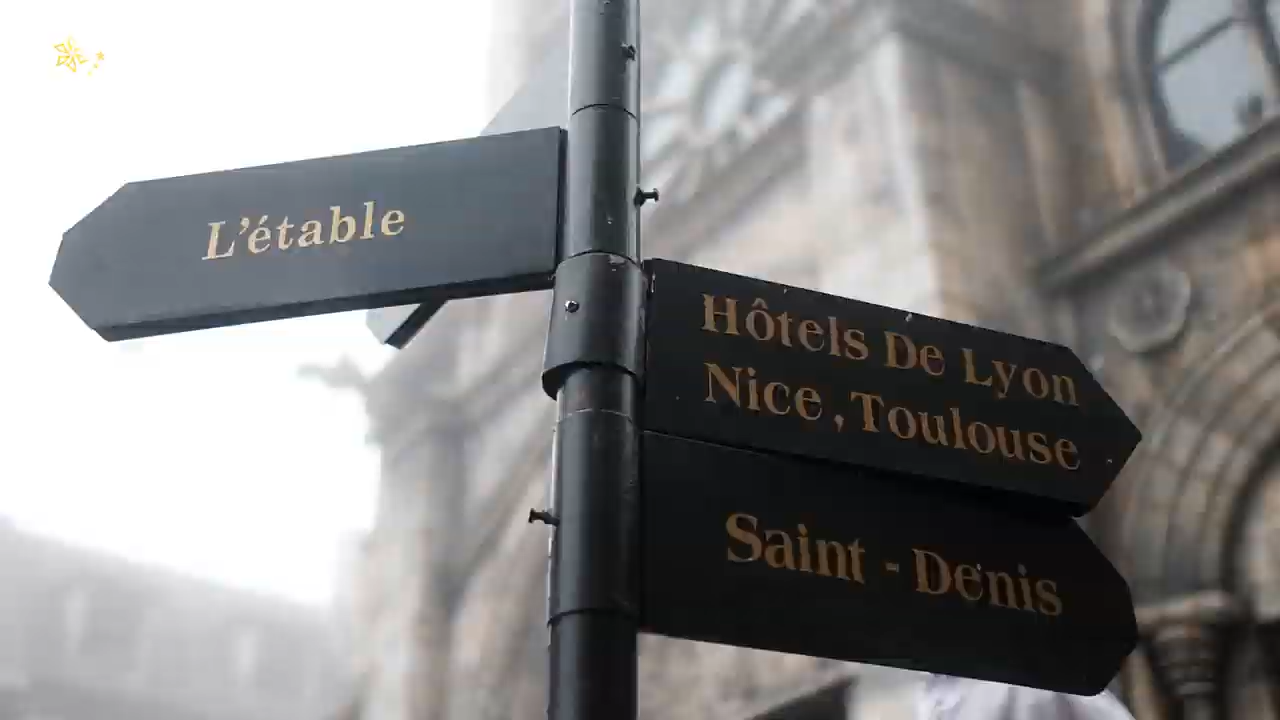 L'étable
Hôtels De Lyon
Nice, Toulouse
Saint - Denis